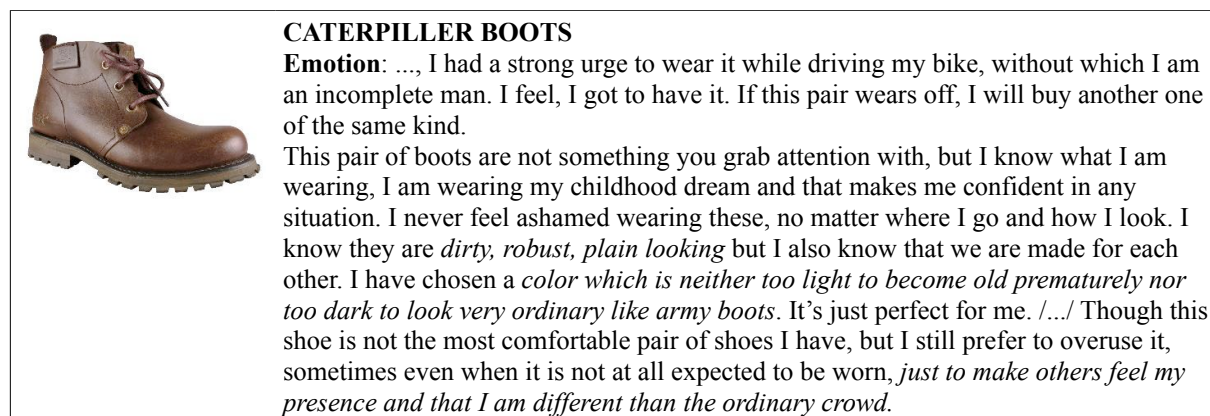 CATERPILLER BOOTS
Emotion: ..., I had a strong urge to wear it while driving my bike, without which I am
an incomplete man. I feel, I got to have it. If this pair wears off, I will buy another one
of the same kind.
This pair of boots are not something you grab attention with, but I know what I am
wearing, I am wearing my childhood dream and that makes me confident in any
situation. I never feel ashamed wearing these, no matter where I go and how I look. I
know they are dirty, robust, plain looking but I also know that we are made for each
other. I have chosen a color which is neither too light to become old prematurely nor
too dark to look very ordinary like army boots. It’s just perfect for me. /.../ Though this
shoe is not the most comfortable pair of shoes I have, but I still prefer to overuse it,
sometimes even when it is not at all expected to be worn, just to make others feel my
presence and that I am different than the ordinary crowd.